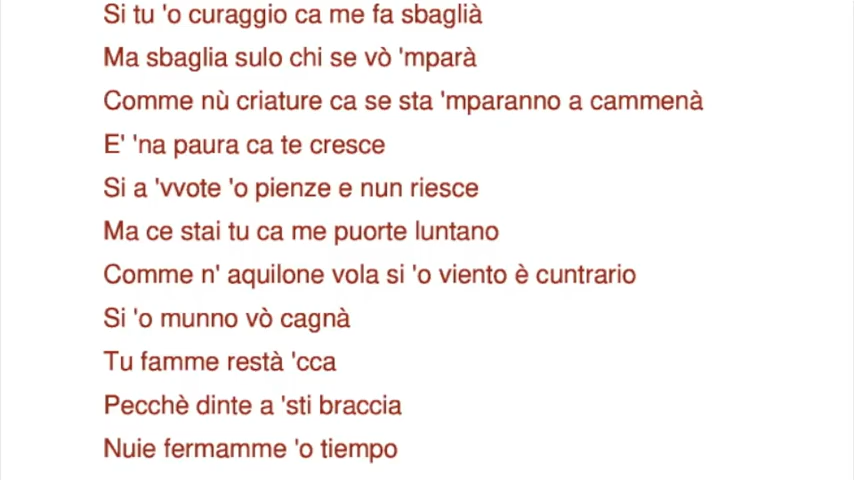 Si tu 'o curaggio ca me fa sbaglià
Ma sbaglia sulo chi se vò 'mparà
Comme nù criature ca se sta 'mparanno a cammenà
E' 'na paura ca te cresce
Si a 'vvote 'o pienze e nun riesce
Ma ce stai tu ca me puorte luntano
Comme n' aquilone vola si 'o viento è cuntrario
Si 'o munno vò cagnà
Tu famme restà 'cca
Pecchè dinte a 'sti braccia
Nuie fermamme 'o tiempo